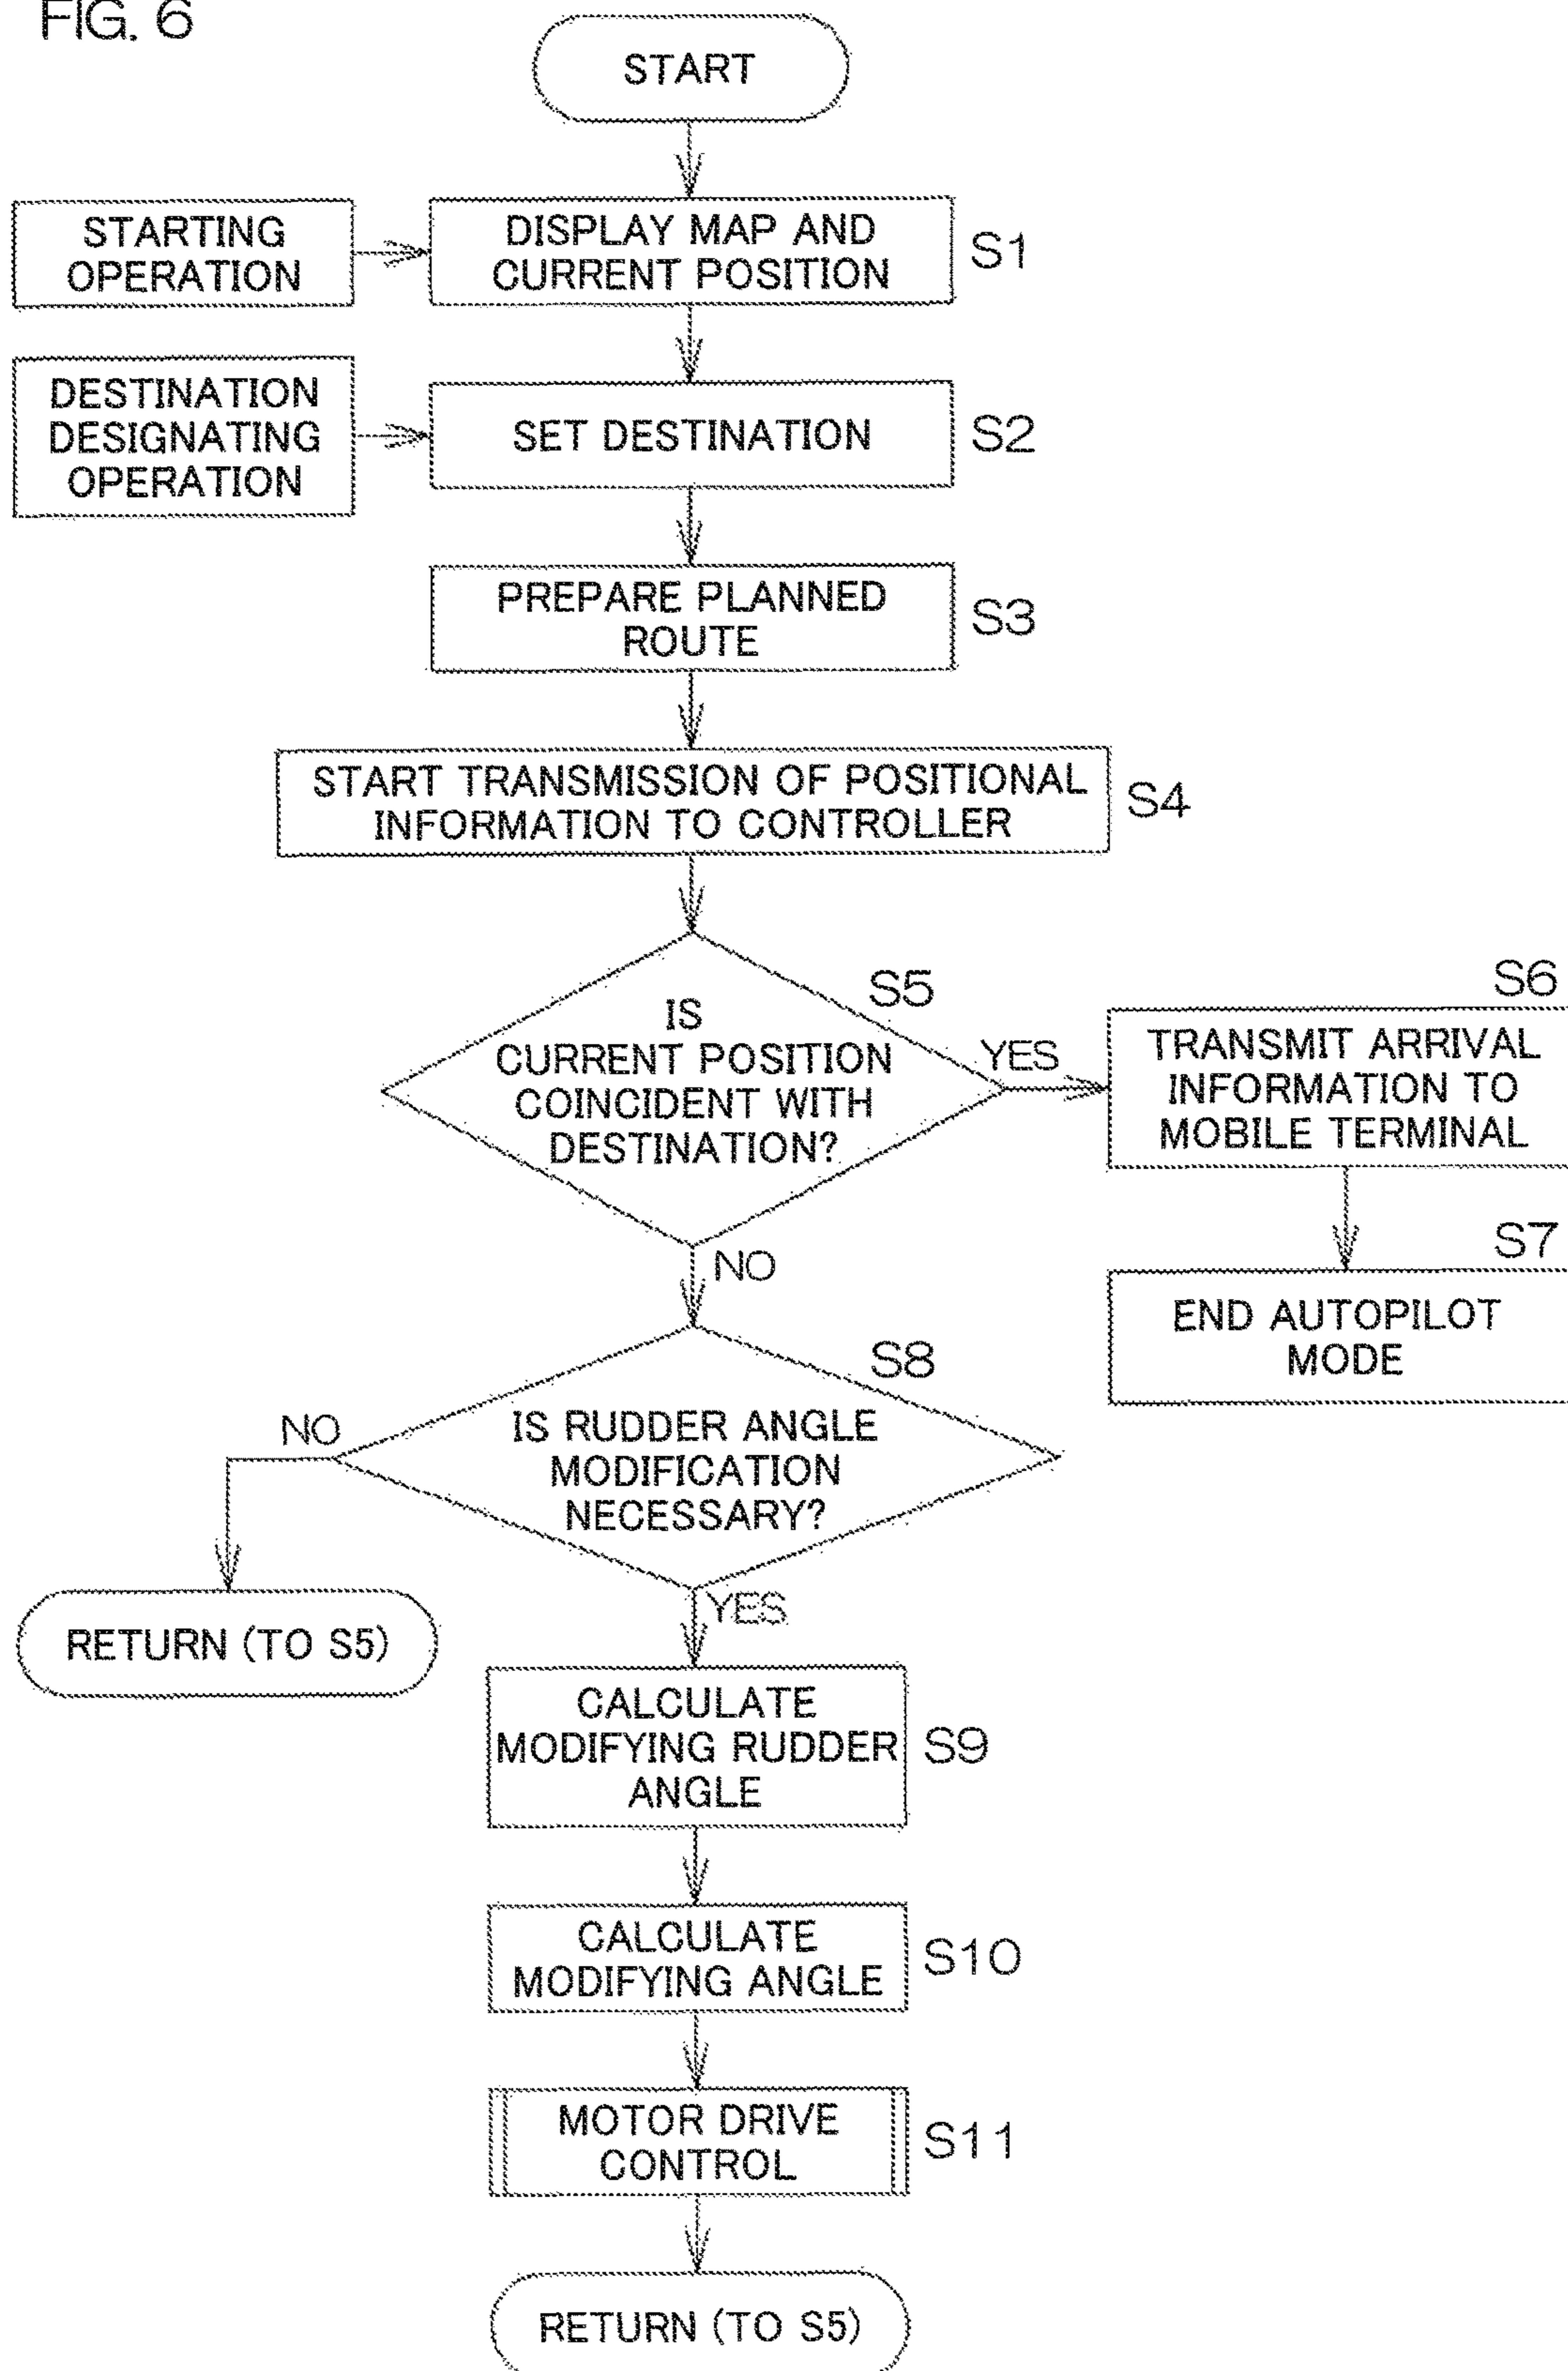 FIG. 6
START
STARTING
OPERATION
DISPLAY MAP AND
CURRENT POSITION
S1
DESTINATION
DESIGNATING
OPERATION
SET DESTINATION
S2
PREPARE PLANNED
ROUTE
S3
START TRANSMISSION OF POSITIONAL
INFORMATION TO CONTROLLER
S4
IS
CURRENT POSITION
COINCIDENT WITH
DESTINATION?
S5
YES
S6
TRANSMIT ARRIVAL
INFORMATION TO
MOBILE TERMINAL
NO
S7
END AUTOPILOT
MODE
S8
IS RUDDER ANGLE
MODIFICATION
NECESSARY?
NO
RETURN (TO S5)
YES
CALCULATE
MODIFYING RUDDER
ANGLE
S9
CALCULATE
MODIFYING ANGLE
S10
MOTOR DRIVE
CONTROL
S11
RETURN (TO S5)